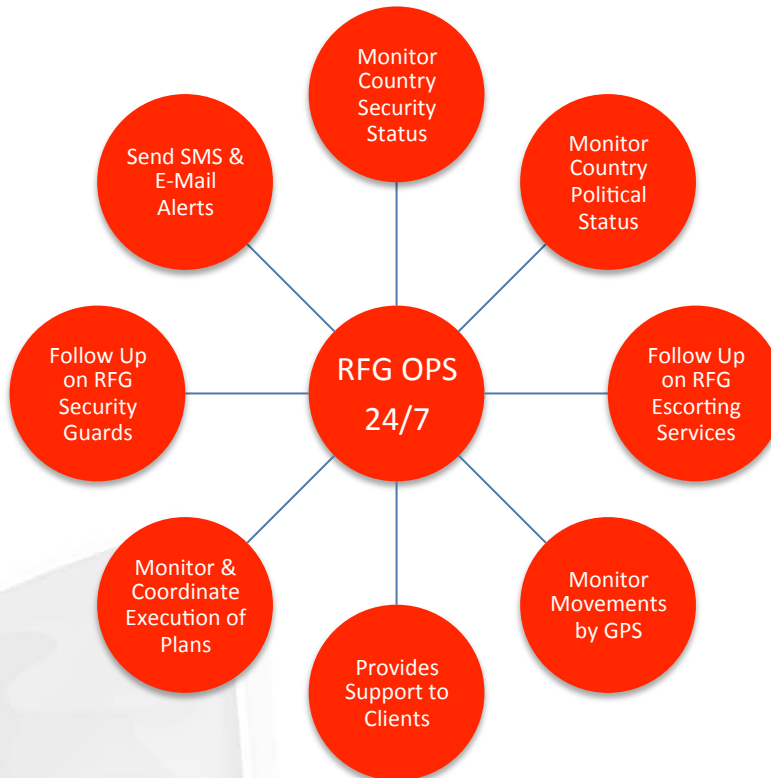 Monitor
Country
Security
Status
Monitor
Country
Political
Status
Follow Up
on RFG
Escorting
Services
Monitor
Movements
by GPS
Provides
Support to
Clients
Monitor &
Coordinate
Execution of
Plans
Follow Up
on RFG
Security
Guards
Send SMS &
E-Mail
Alerts
RFG OPS
24/7